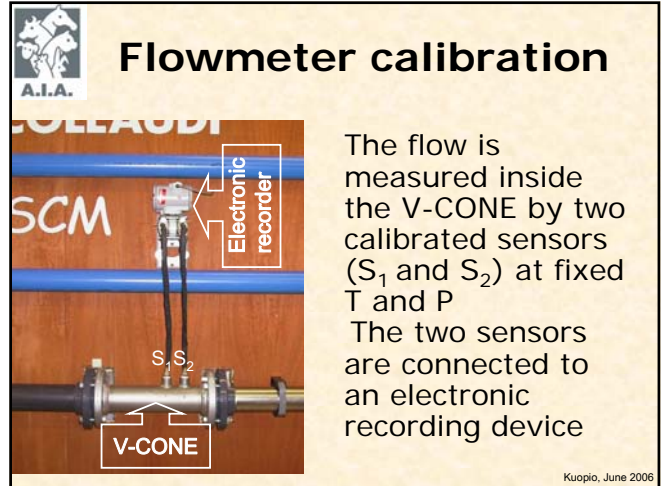 A.I.A.
Flowmeter calibration
COLLAUDI
SCM
Electronic
recorder
S1 S2
V-CONE
The flow is
measured inside
the V-CONE by two
calibrated sensors
(S1 and S2) at fixed
T and P
The two sensors
are connected to
an electronic
recording device
Kuopio, June 2006